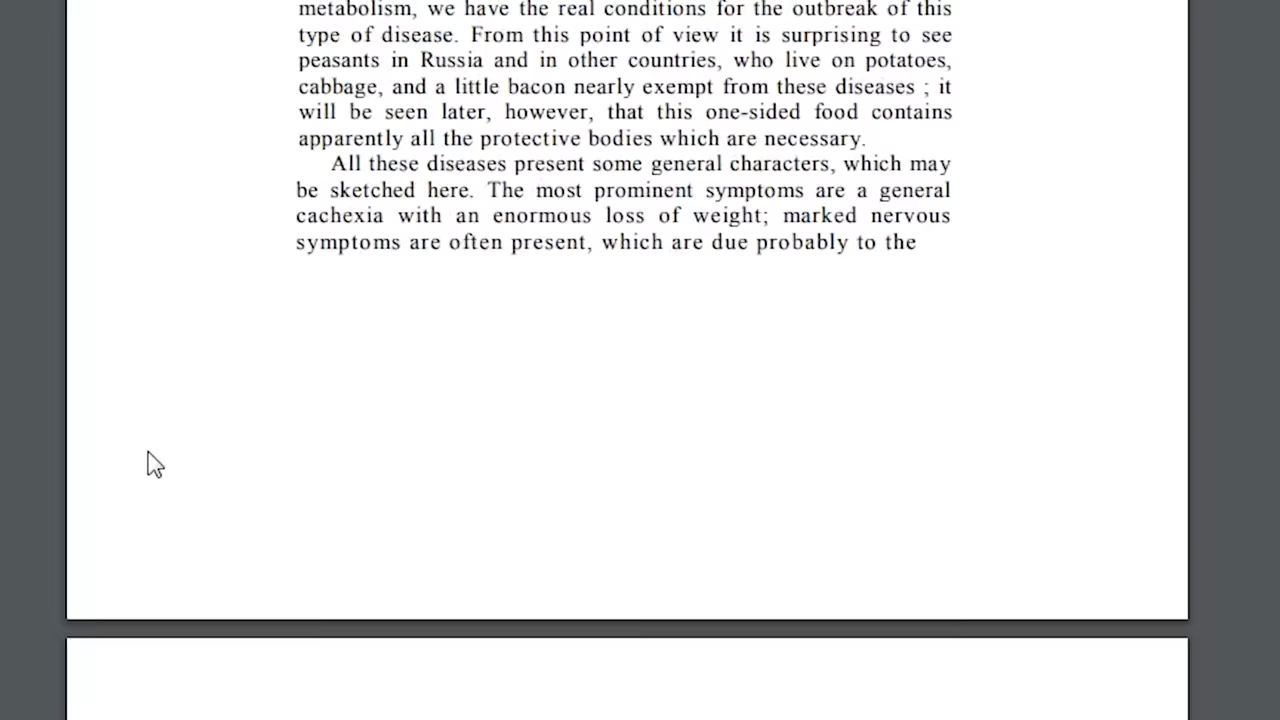 metabolism, we have the real conditions for the outbreak of this
type of disease. From this point of view it is surprising to see
peasants in Russia and in other countries, who live on potatoes,
cabbage, and a little bacon nearly exempt from these diseases ; it
will be seen later, however, that this one-sided food contains
apparently all the protective bodies which are necessary.
All these diseases present some general characters, which may
be sketched here. The most prominent symptoms are a general
cachexia with an enormous loss of weight; marked nervous
symptoms are often present, which are due probably to the